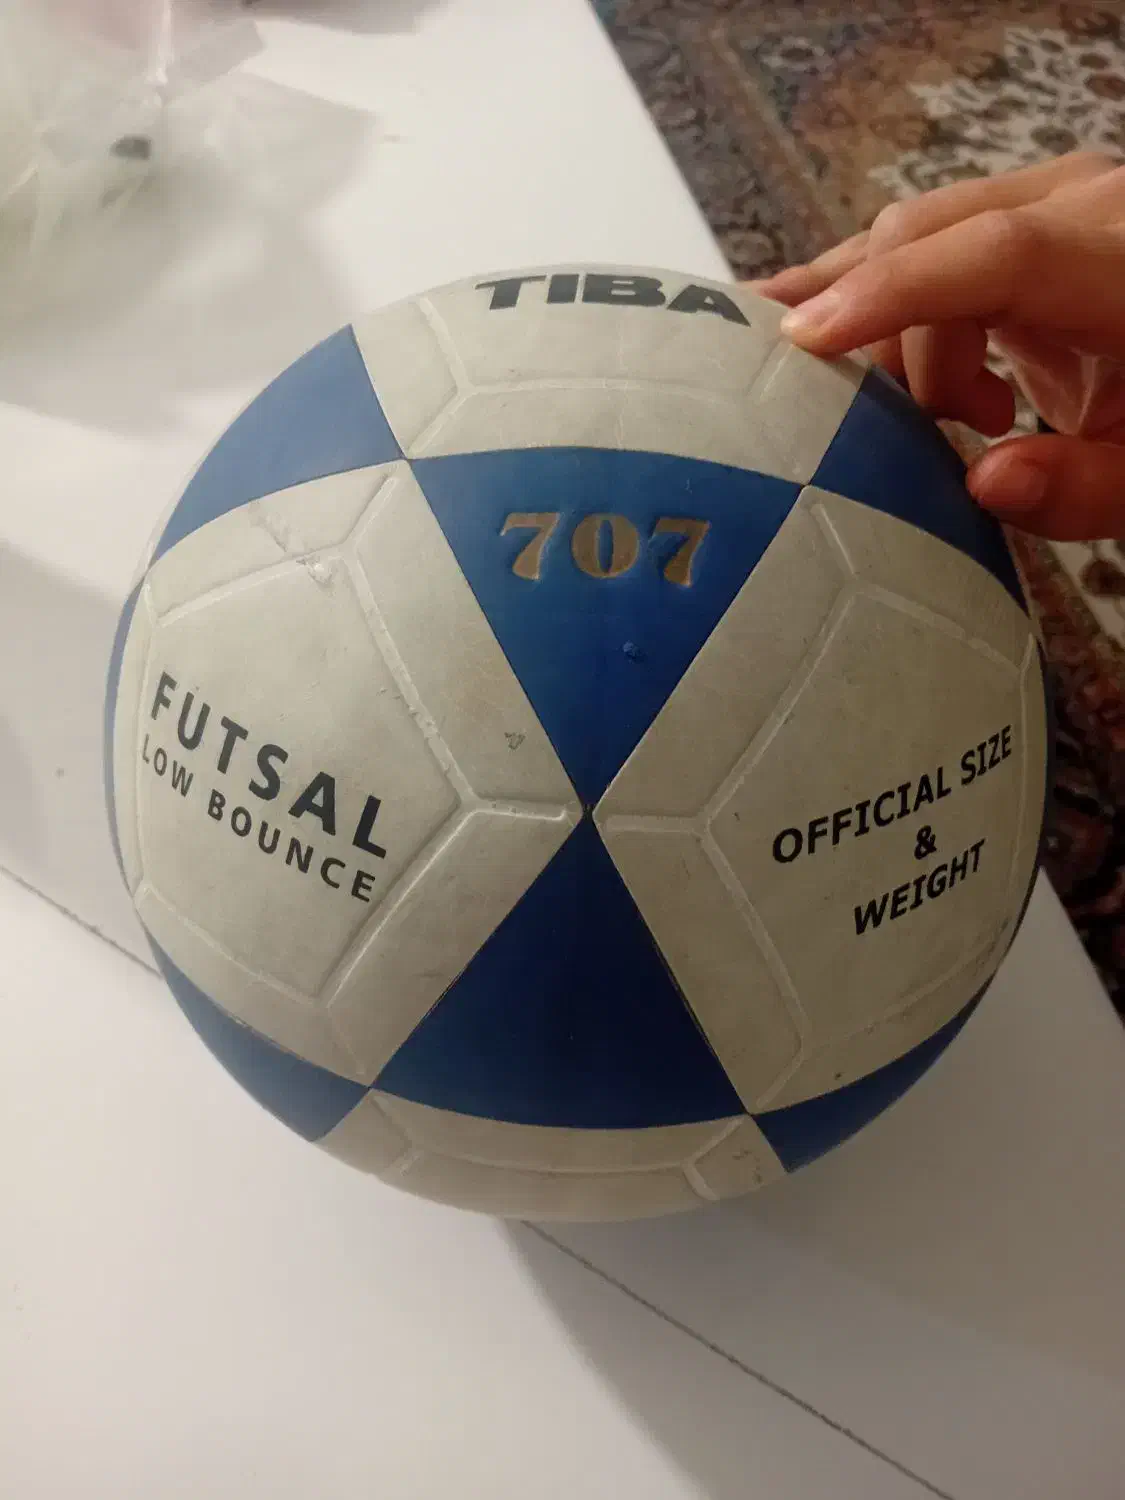 TIBA
707
FUTSAL
LOW BOUNCE
OFFICIAL SIZE
&
WEIGHT